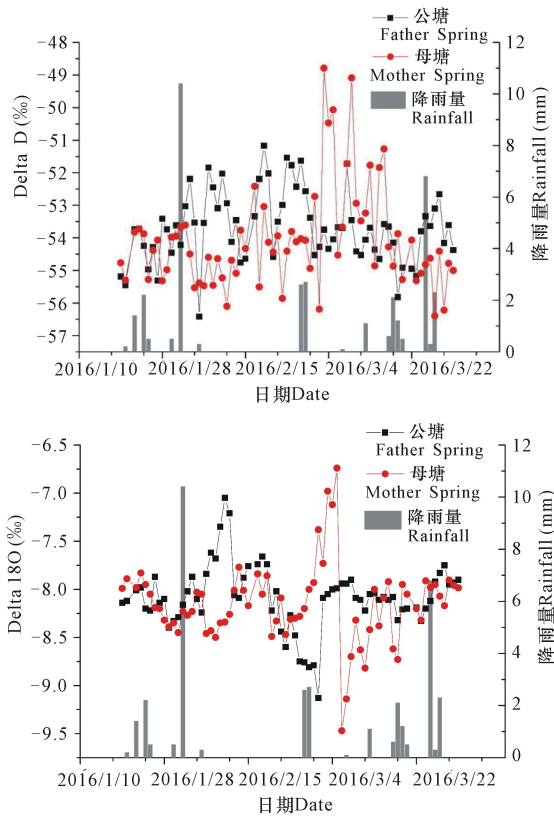 公塘
Father Spring
母塘
Mother Spring
降雨量
Rainfall
Delta D (‰)
−48
−49
−50
−51
−52
−53
−54
−55
−56
−57
12
10
8
6
4
2
0
降雨量Rainfall (mm)
2016/1/10 2016/1/28 2016/2/15 2016/3/4 2016/3/22
日期Date
公塘
Father Spring
母塘
Mother Spring
降雨量
Rainfall
Delta 18O (‰)
−6.5
−7.0
−7.5
−8.0
−8.5
−9.0
−9.5
12
10
8
6
4
2
0
降雨量Rainfall (mm)
2016/1/10 2016/1/28 2016/2/15 2016/3/4 2016/3/22
日期Date